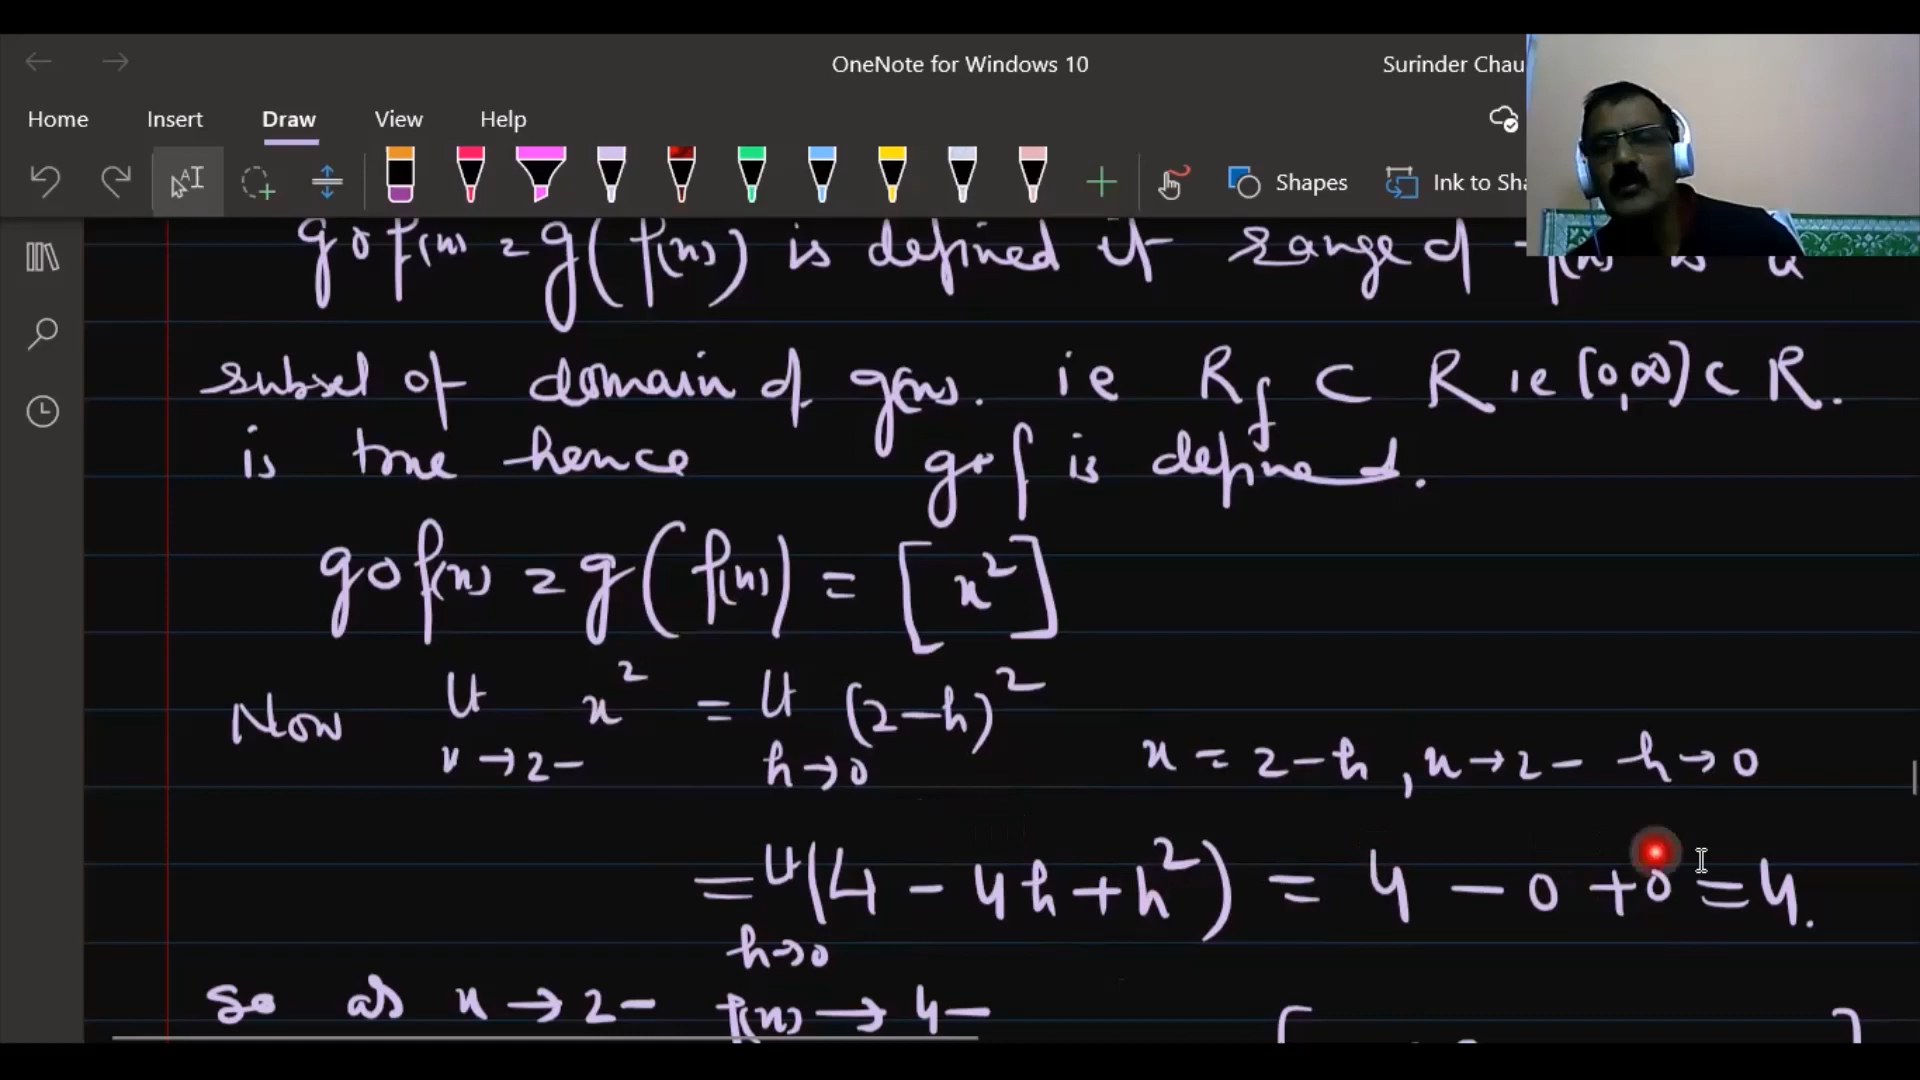 OneNote for Windows 10
Surinder Chau
Home Insert Draw View Help
Shapes
Ink to Sha
gof(x) = g(f(x)) is defined if range of f(x) is a
subset of domain of g(x). ie R_f ⊂ R ie [0,∞) ⊂ R.
is true hence gof is defined.
gof(x) = g(f(x)) = [x²]
Now Lt x→2- x² = Lt h→0 (2-h)²
x = 2-h, x→2- h→0
= Lt h→0 (4 - 4h + h²) = 4 - 0 + 0 = 4.
So as x→2- f(x)→4-